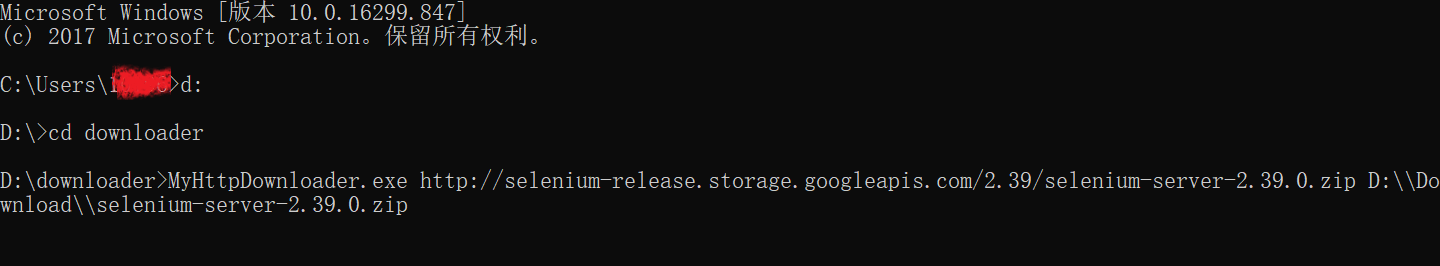 Microsoft Windows [版本 10.0.16299.847]
(c) 2017 Microsoft Corporation。保留所有权利。
C:\Users\>d:
D:\>cd downloader
D:\downloader>MyHttpDownloader.exe http://selenium-release.storage.googleapis.com/2.39/selenium-server-2.39.0.zip D:\\Do
wnload\\selenium-server-2.39.0.zip